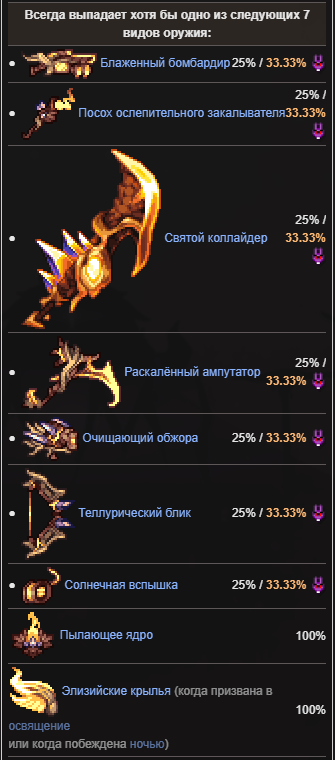 Всегда выпадает хотя бы одно из следующих 7
видов оружия:
Блаженный бомбардир 25% / 33.33%
25% /
Посох ослепительного закалывателя 33.33%
25% /
Святой коллайдер 33.33%
25% /
Раскалённый ампутатор 33.33%
Очищающий обжора 25% / 33.33%
Теллурический блик 25% / 33.33%
Солнечная вспышка 25% / 33.33%
Пылающее ядро 100%
Элизийские крылья (когда призвана в
100%
освящение
или когда побеждена ночью)